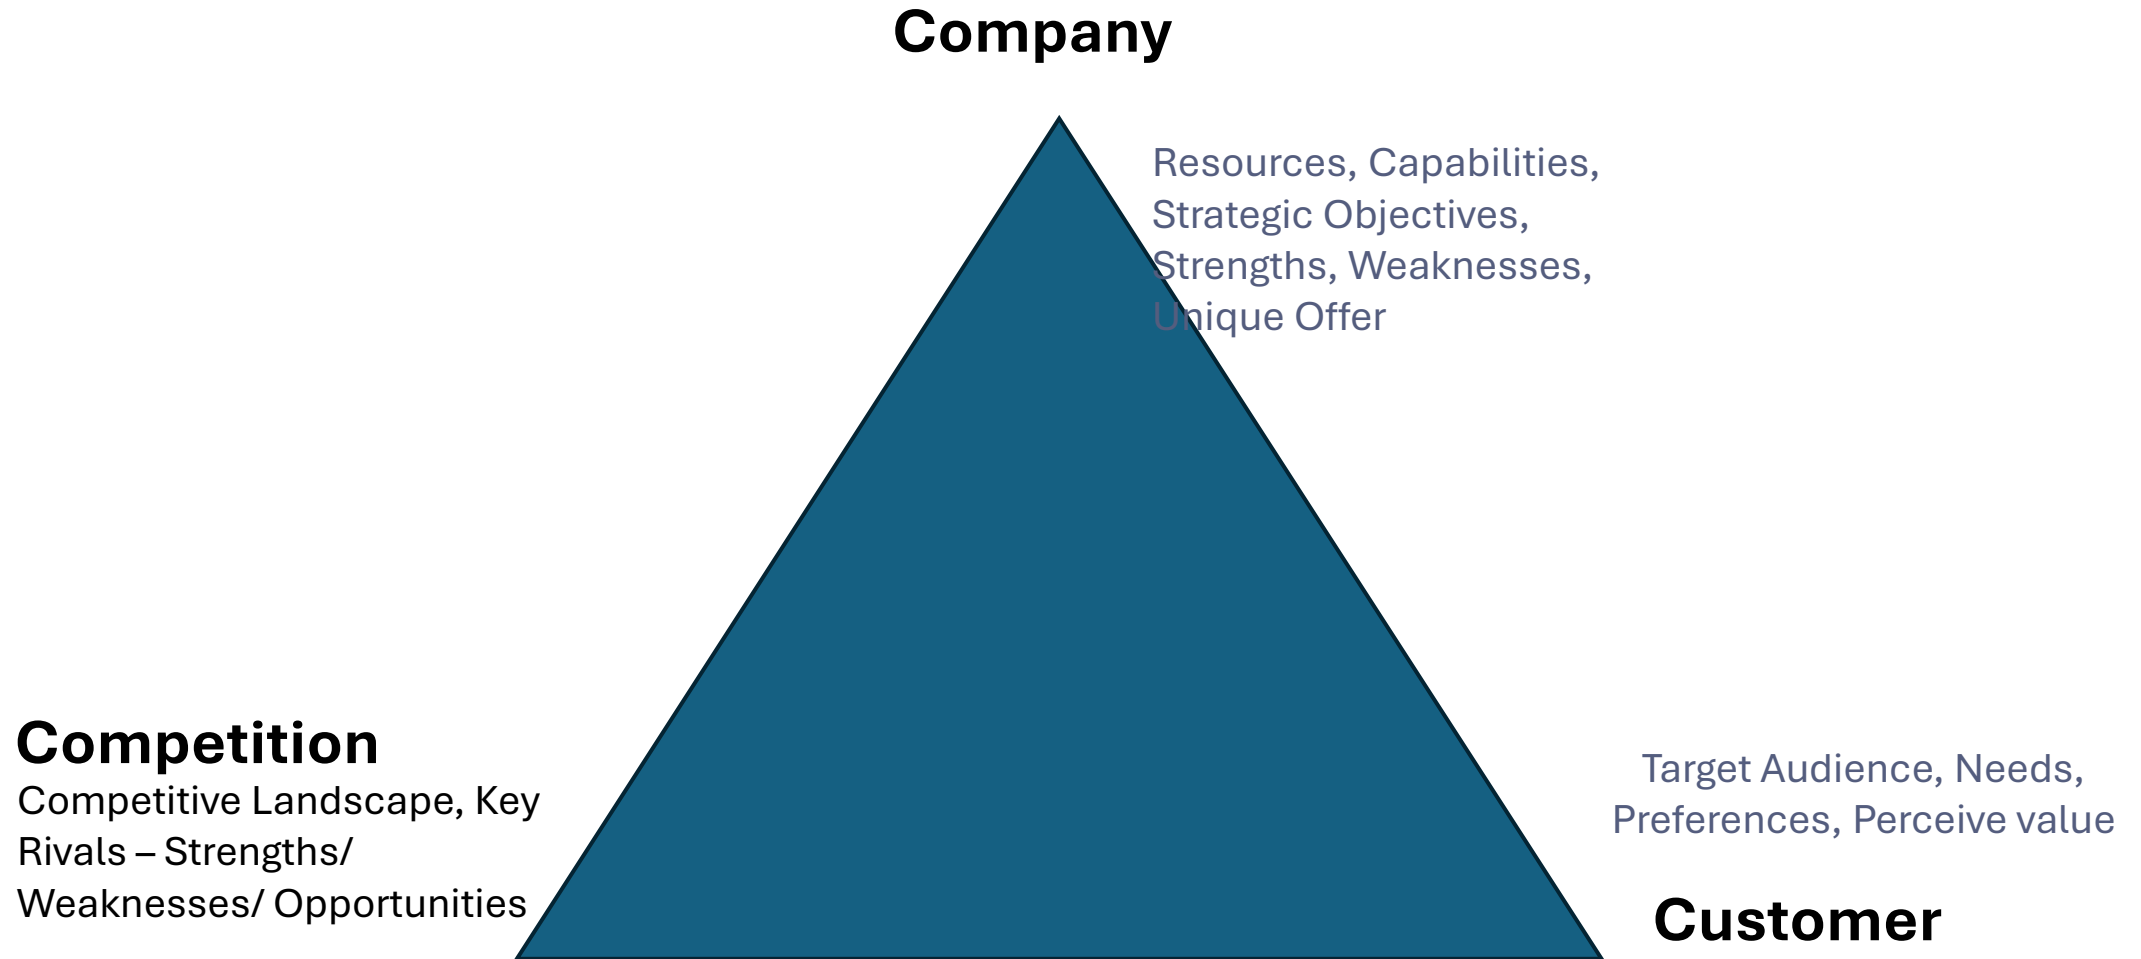 Company
Resources, Capabilities,
Strategic Objectives,
Strengths, Weaknesses,
Unique Offer
Competition
Competitive Landscape, Key
Rivals – Strengths/
Weaknesses/ Opportunities
Target Audience, Needs,
Preferences, Perceive value
Customer